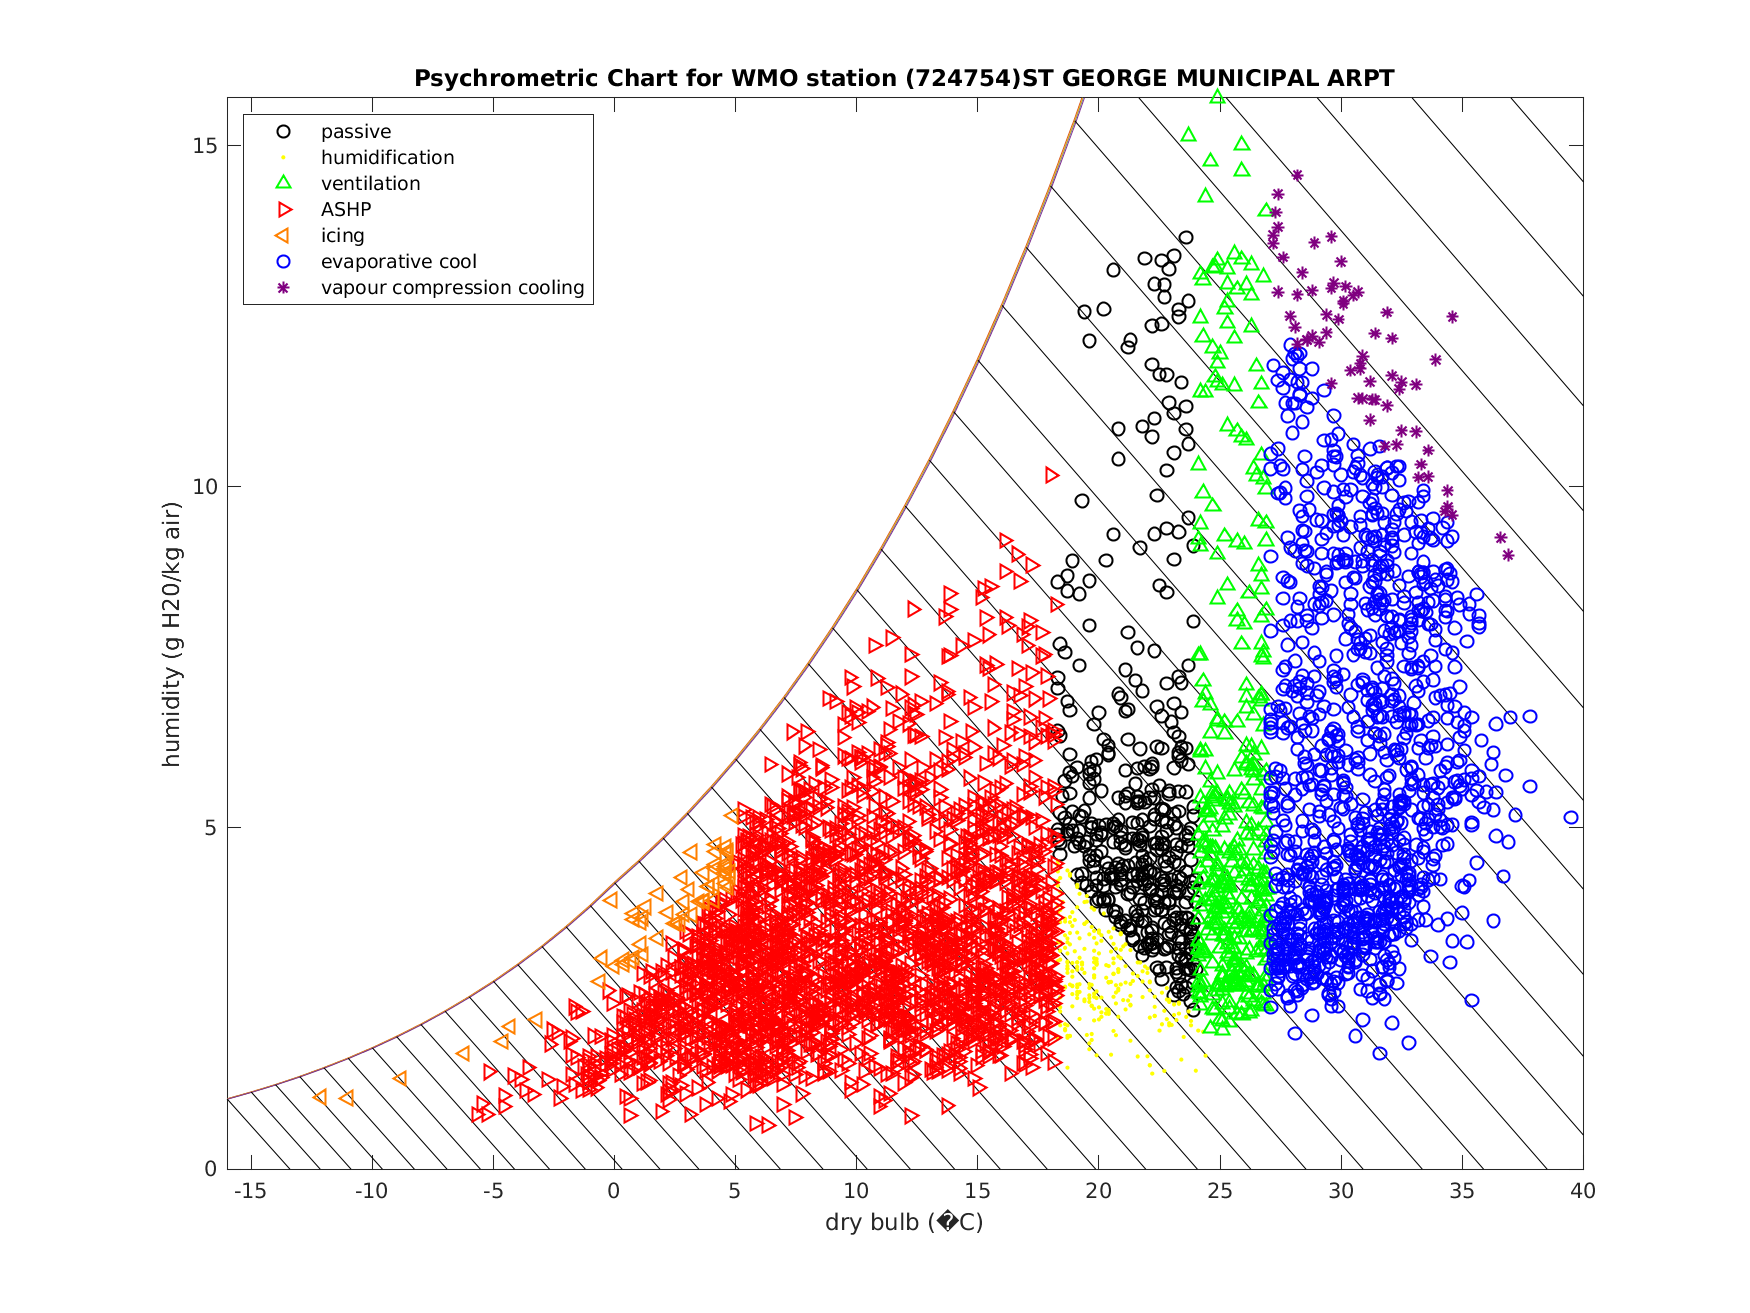 Psychrometric Chart for WMO station (724754)ST GEORGE MUNICIPAL ARPT
passive
humidification
ventilation
ASHP
icing
evaporative cool
vapour compression cooling
humidity (g H20/kg air)
15
10
5
0
-15 -10 -5 0 5 10 15 20 25 30 35 40
dry bulb (�C)